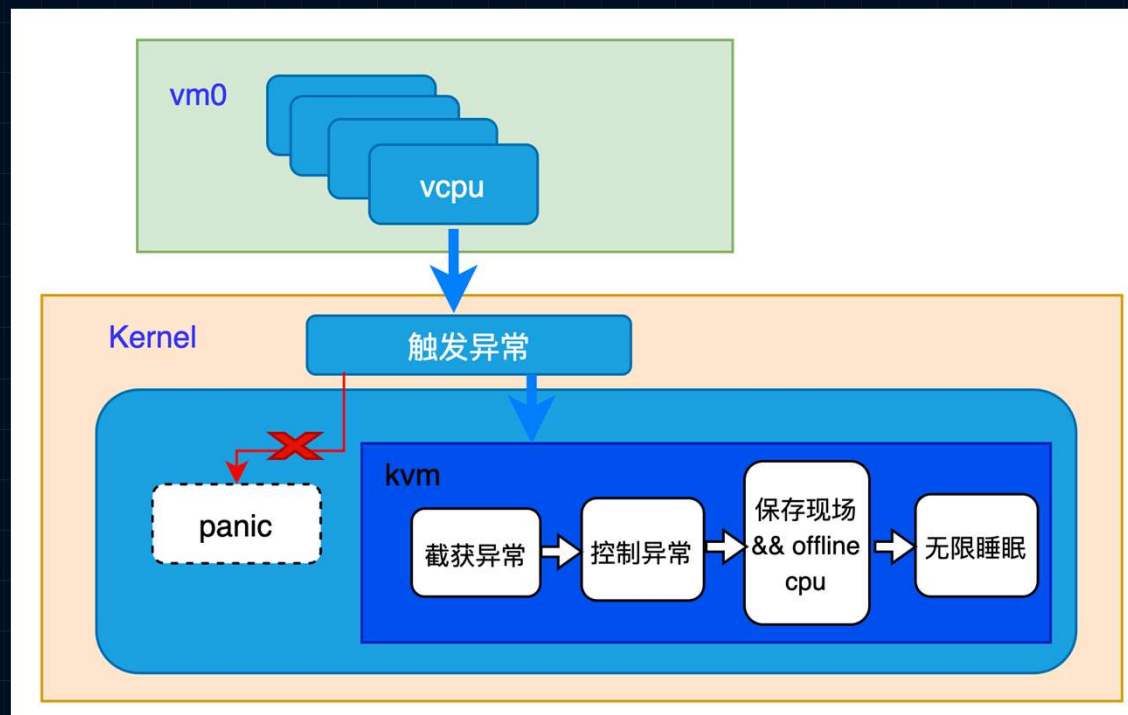 vm0
vcpu
Kernel
触发异常
panic
kvm
截获异常
控制异常
保存现场
&& offline
cpu
无限睡眠